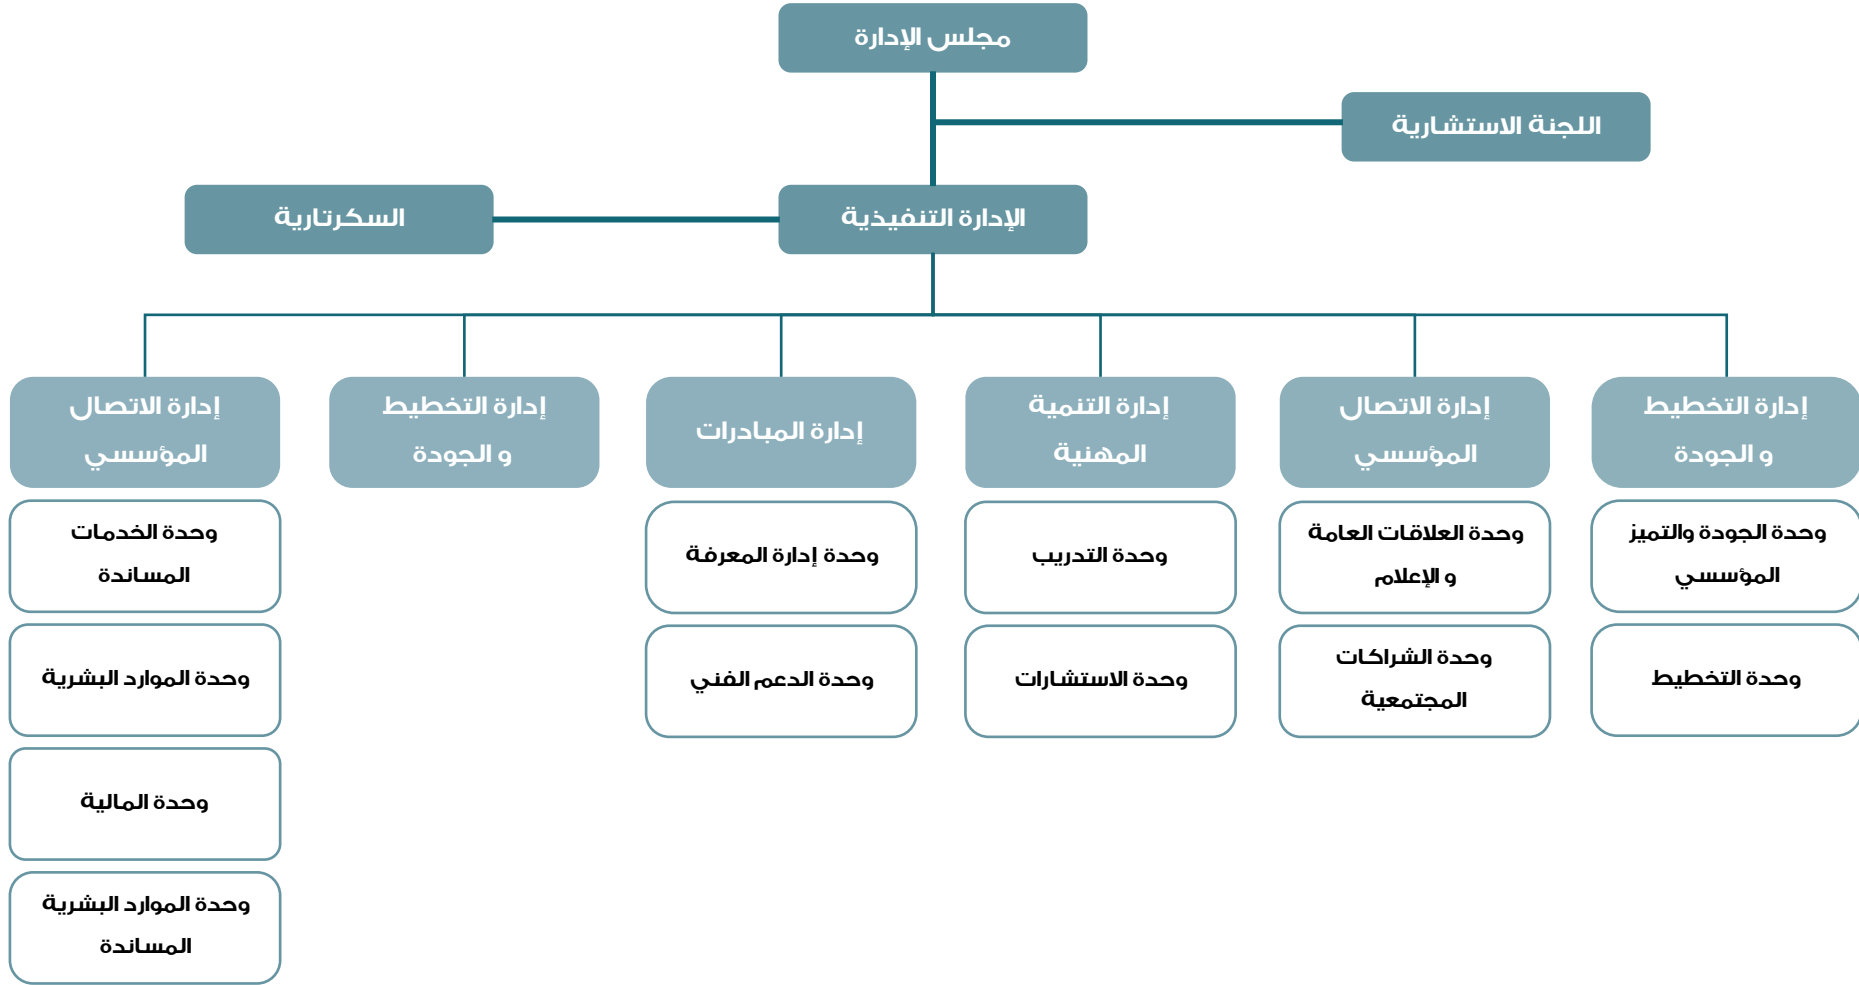 مجلس الإدارة
اللجنة الاستشارية
الإدارة التنفيذية
السكرتارية
إدارة التخطيط
و الجودة
وحدة الجودة والتميز
المؤسسي
وحدة التخطيط
إدارة الاتصال
المؤسسي
وحدة العلاقات العامة
و الإعلام
وحدة الشراكات
المجتمعية
إدارة التنمية
المهنية
وحدة التدريب
وحدة الاستشارات
إدارة المبادرات
وحدة إدارة المعرفة
وحدة الدعم الفني
إدارة التخطيط
و الجودة
إدارة الاتصال
المؤسسي
وحدة الخدمات
المساندة
وحدة الموارد البشرية
وحدة المالية
وحدة الموارد البشرية
المساندة